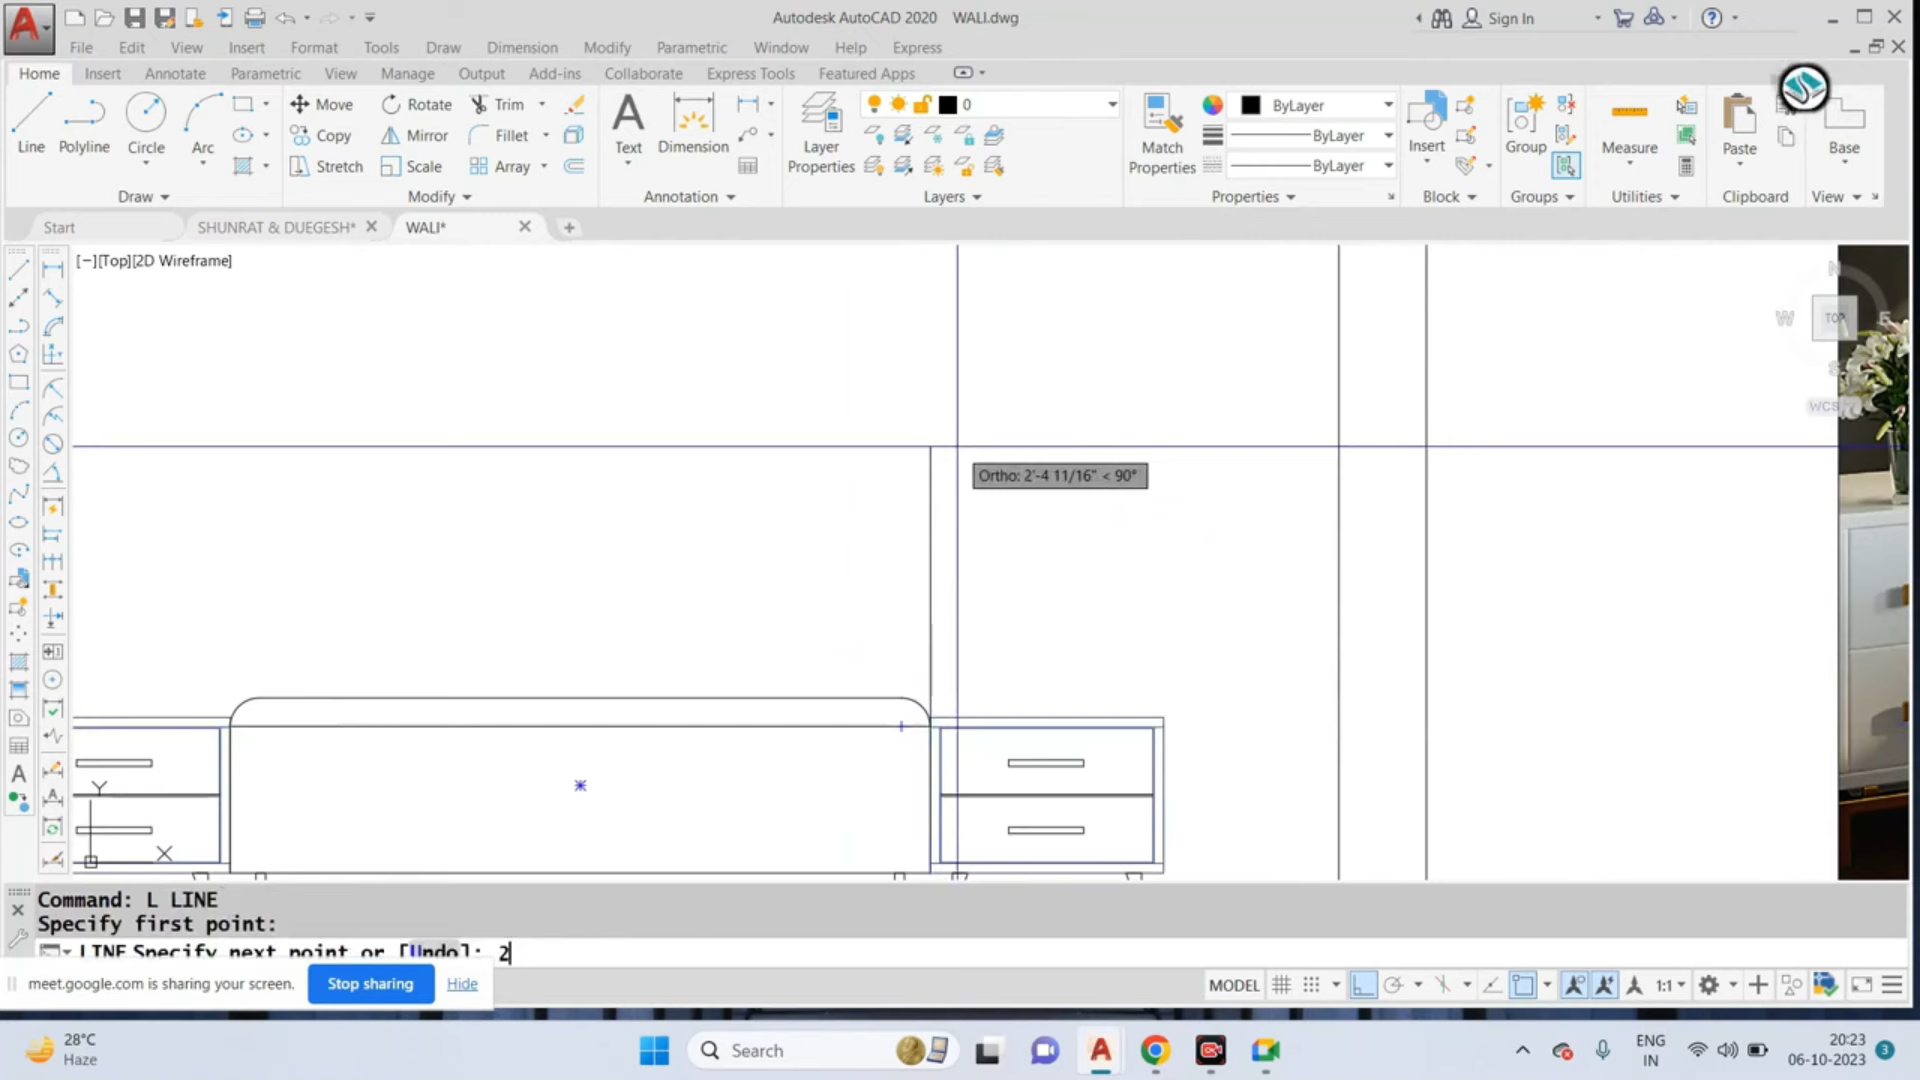 Autodesk AutoCAD 2020 WALI.dwg
Sign In
File Edit View Insert Format Tools Draw Dimension Modify Parametric Window Help Express
Home Insert Annotate Parametric View Manage Output Add-ins Collaborate Express Tools Featured Apps
Line Polyline Circle Arc
Move Rotate Trim
Copy Mirror Fillet
Stretch Scale Array
Text Dimension
Layer Properties
0
Match Properties
ByLayer
ByLayer
ByLayer
Insert
Group
Measure
Paste
Base
Draw Modify Annotation Layers Properties Block Groups Utilities Clipboard View
Start SHUNRAT & DUEGESH* WALI*
[−][Top][2D Wireframe]
N
W TOP E
S
WCS
Ortho: 2'-4 11/16" < 90°
Y
X
Command: L LINE
Specify first point:
LINE Specify next point or [Undo]: 2
meet.google.com is sharing your screen. Stop sharing Hide
MODEL 1:1
28°C
Haze
Search
ENG
IN
20:23
06-10-2023
3